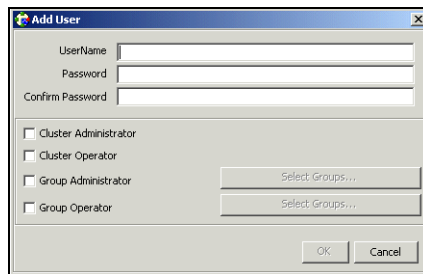 Add User
UserName
Password
Confirm Password
Cluster Administrator
Cluster Operator
Group Administrator
Select Groups...
Group Operator
Select Groups...
OK
Cancel